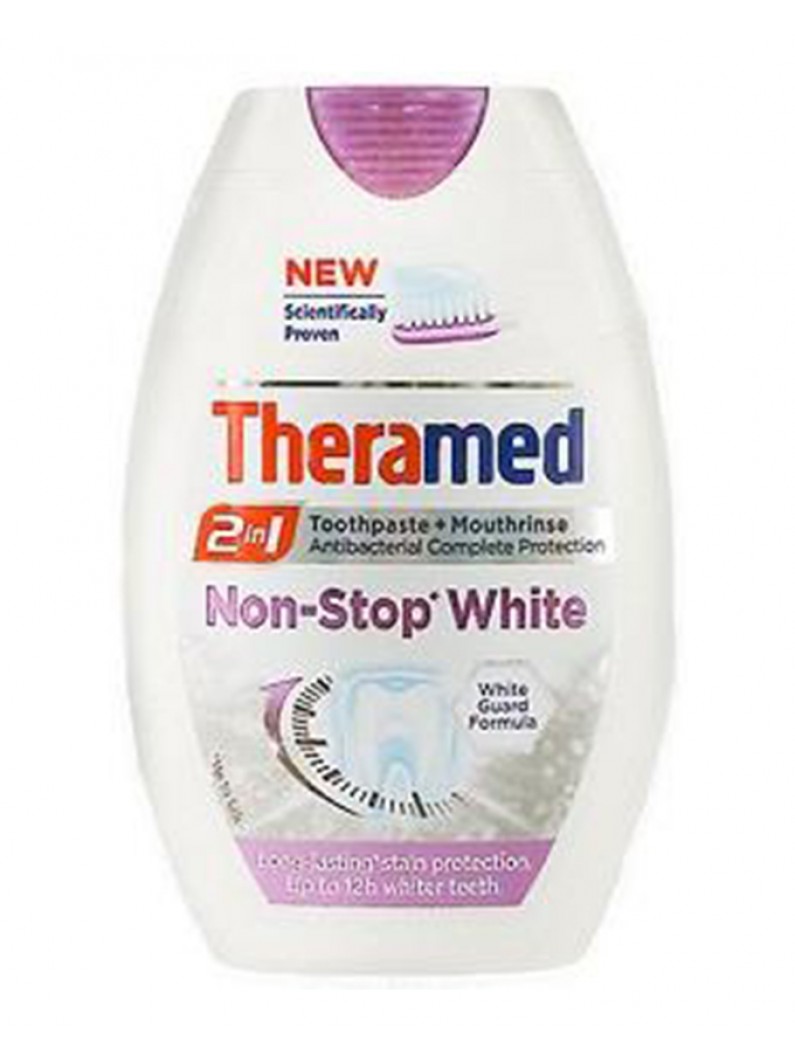 NEW
Scientifically
Proven
Theramed
2in1
Toothpaste + Mouthrinse
Antibacterial Complete Protection
Non-Stop* White
White
Guard
Formula
Long-lasting* stain protection.
Up to 12h whiter teeth